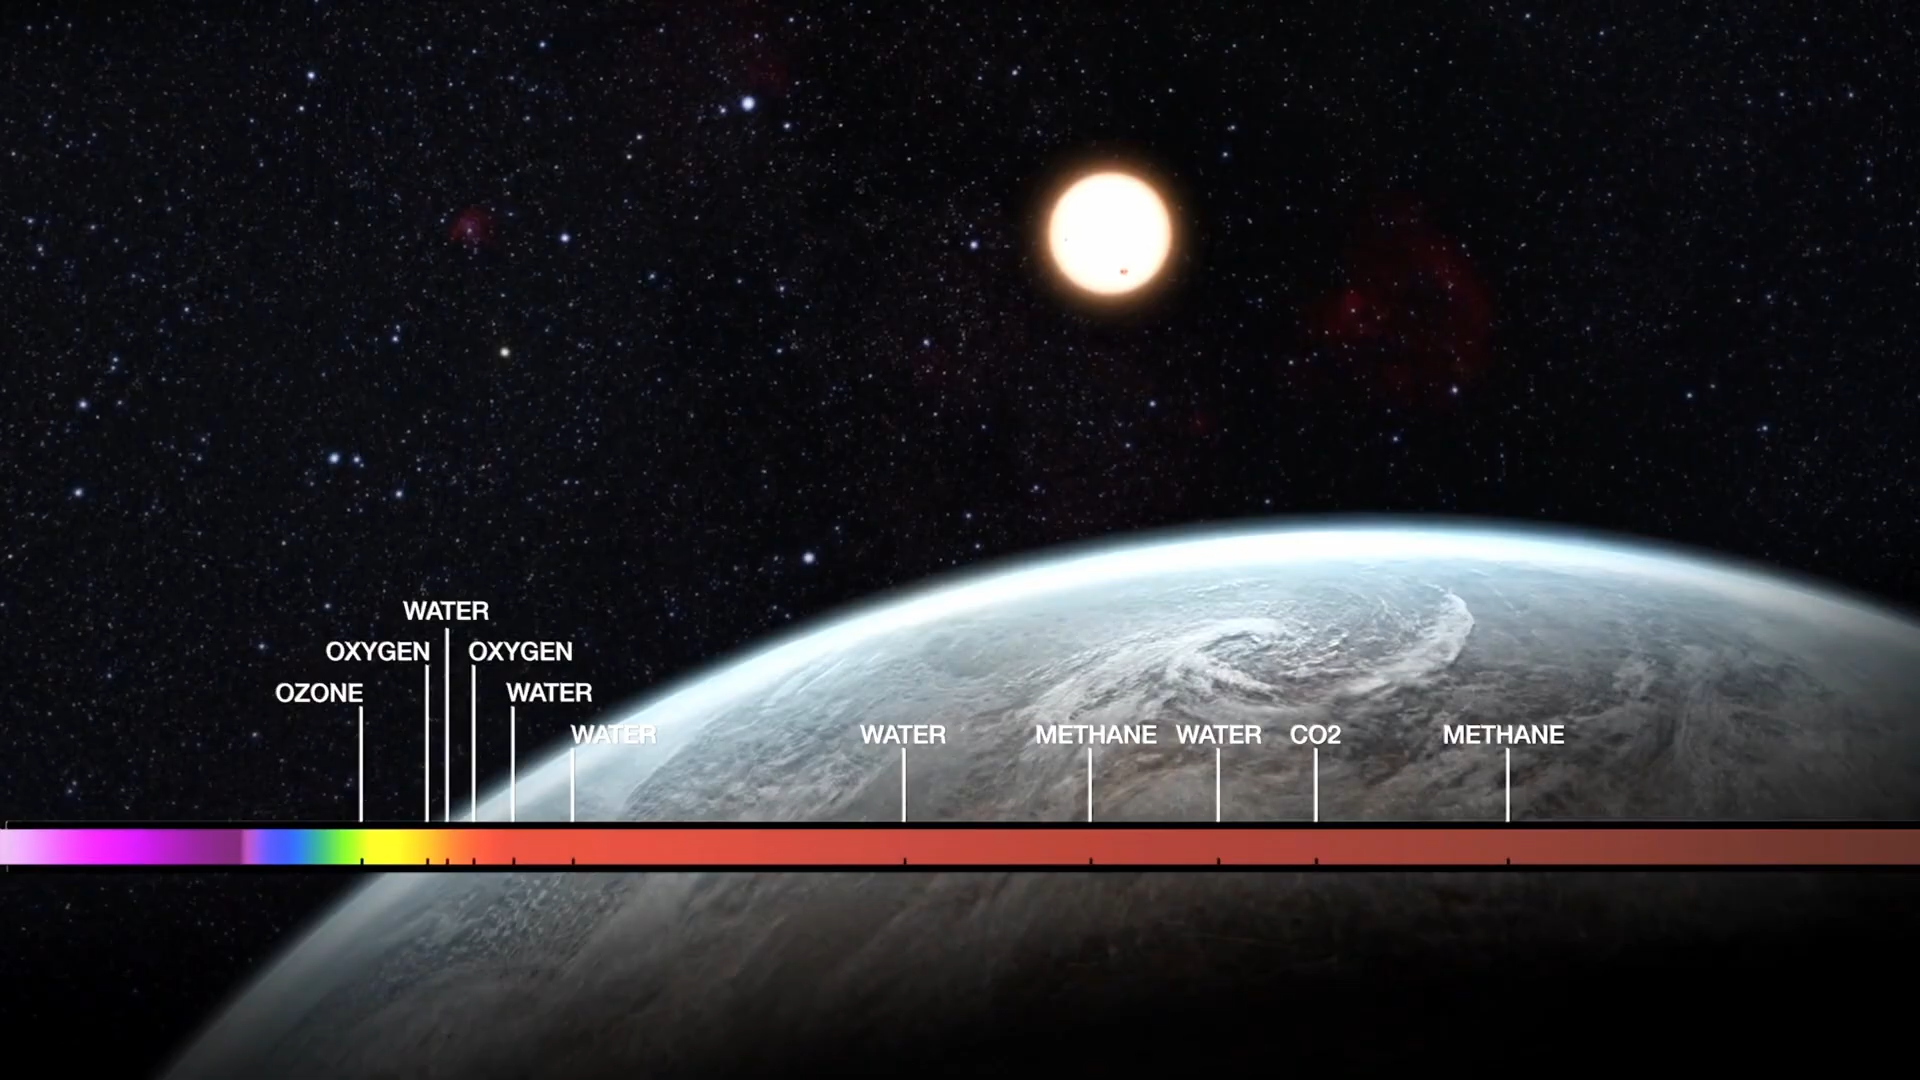 WATER
OXYGEN OXYGEN
OZONE WATER
WATER WATER METHANE WATER CO2 METHANE